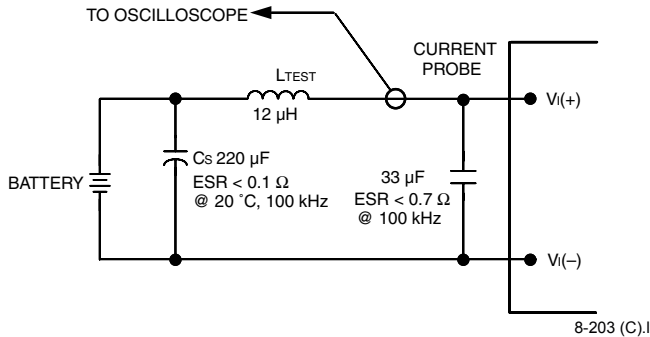 TO OSCILLOSCOPE
CURRENT
PROBE
LTEST
12 μH
VI(+)
BATTERY
CS 220 μF
ESR < 0.1 Ω
@ 20 ˚C, 100 kHz
33 μF
ESR < 0.7 Ω
@ 100 kHz
VI(–)
8-203 (C).l